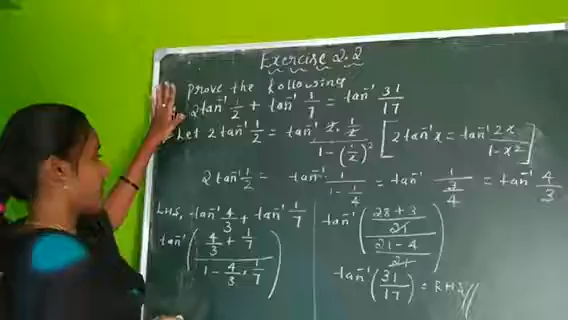 Exercise 2.2
Prove the following
2tan⁻¹ 1/2 + tan⁻¹ 1/7 = tan⁻¹ 31/17
Let 2tan⁻¹ 1/2 = tan⁻¹ (2·1/2)/(1-(1/2)²) [2tan⁻¹x = tan⁻¹ 2x/(1-x²)]
2tan⁻¹ 1/2 = tan⁻¹ 1/(1-1/4) = tan⁻¹ 1/(3/4) = tan⁻¹ 4/3
LHS, tan⁻¹ 4/3 + tan⁻¹ 1/7
tan⁻¹ ((4/3 + 1/7)/(1 - 4/3·1/7))
tan⁻¹ (((28+3)/21)/((21-4)/21))
tan⁻¹ (31/17) = RHS//